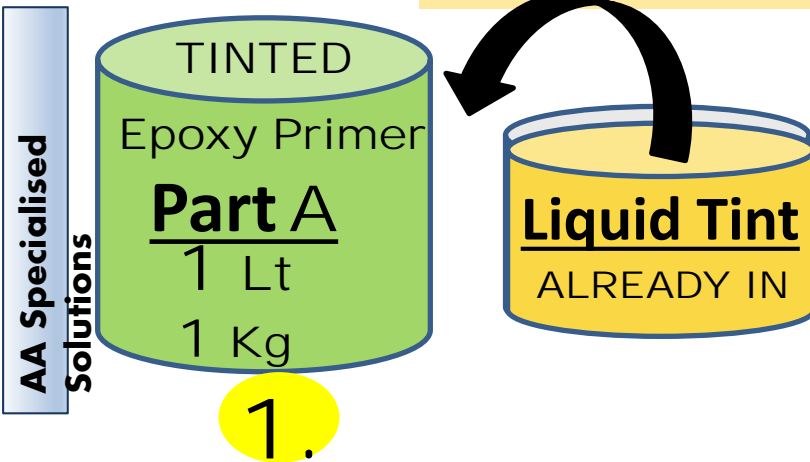 AA Specialised
Solutions
TINTED
Epoxy Primer
Part A
1 Lt
1 Kg
1.
Liquid Tint
ALREADY IN